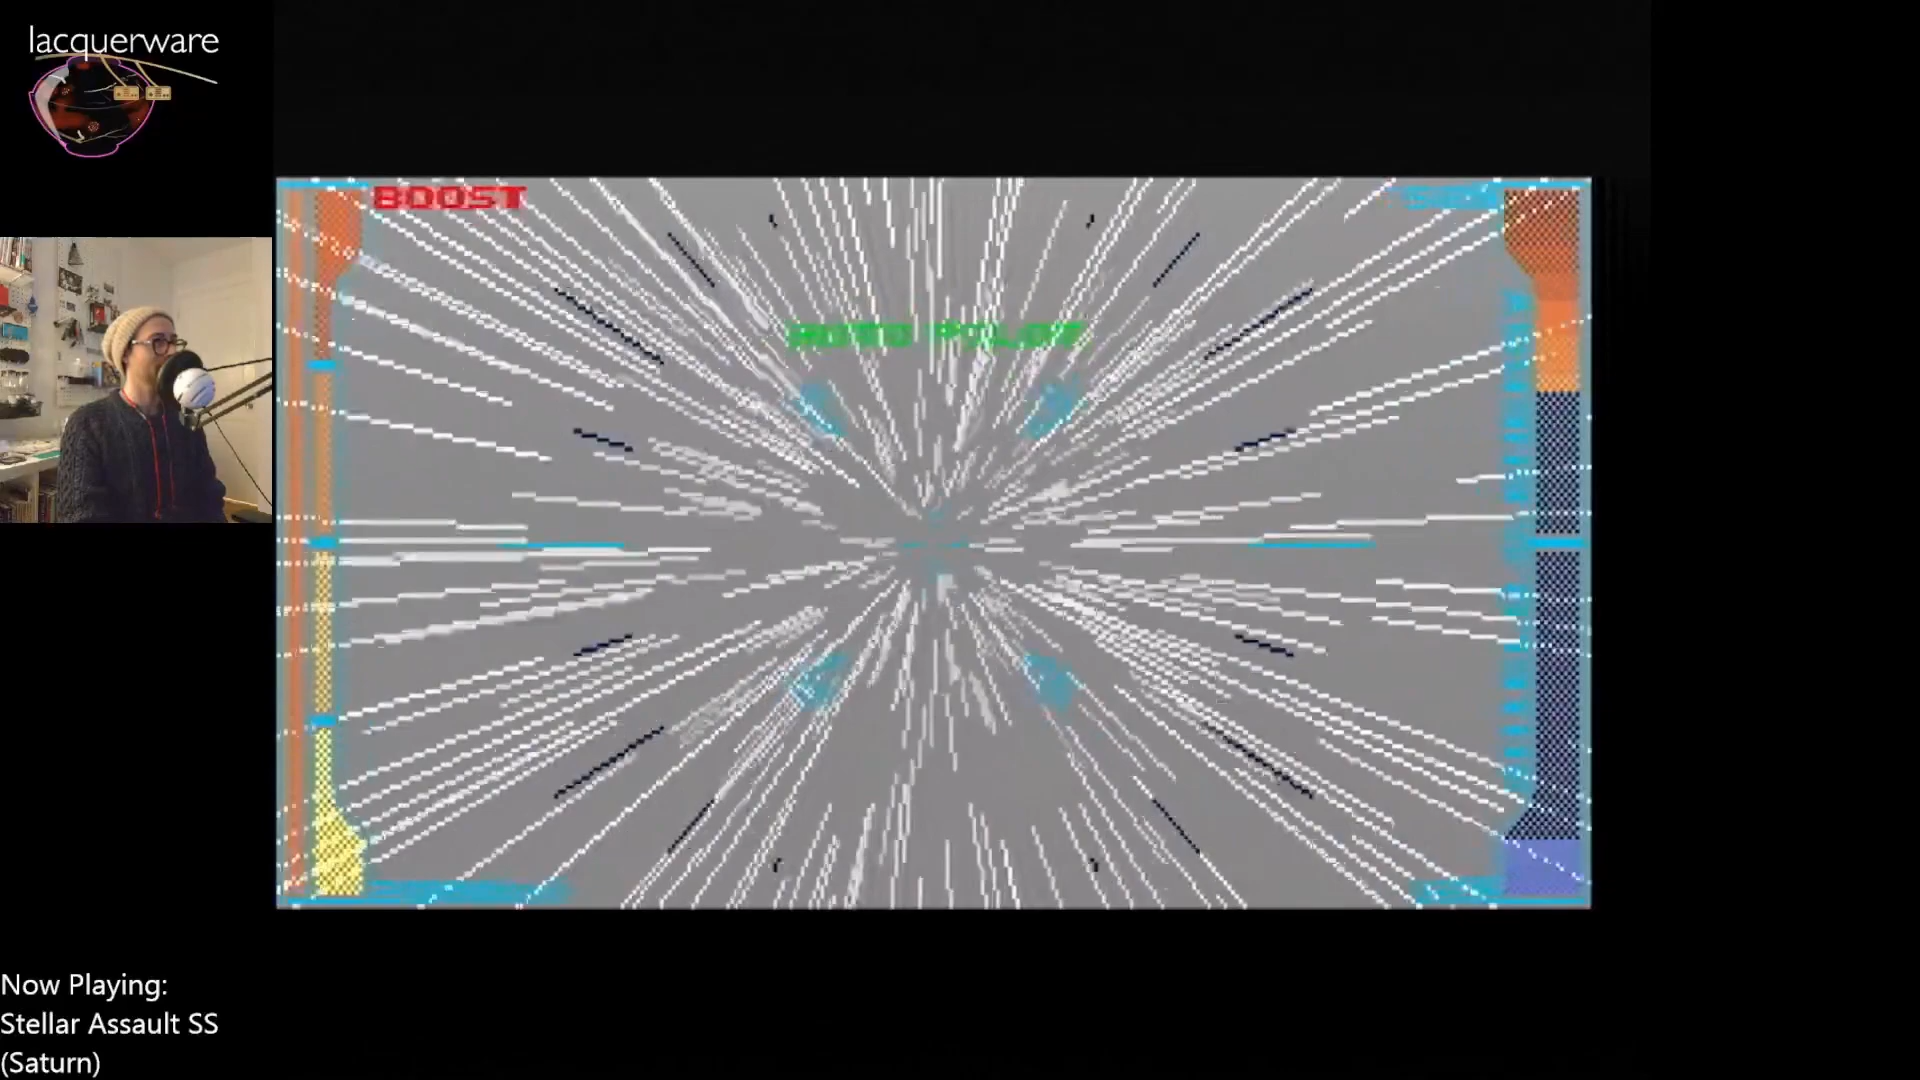 lacquerware
BOOST
AUTO PILOT
Now Playing:
Stellar Assault SS
(Saturn)